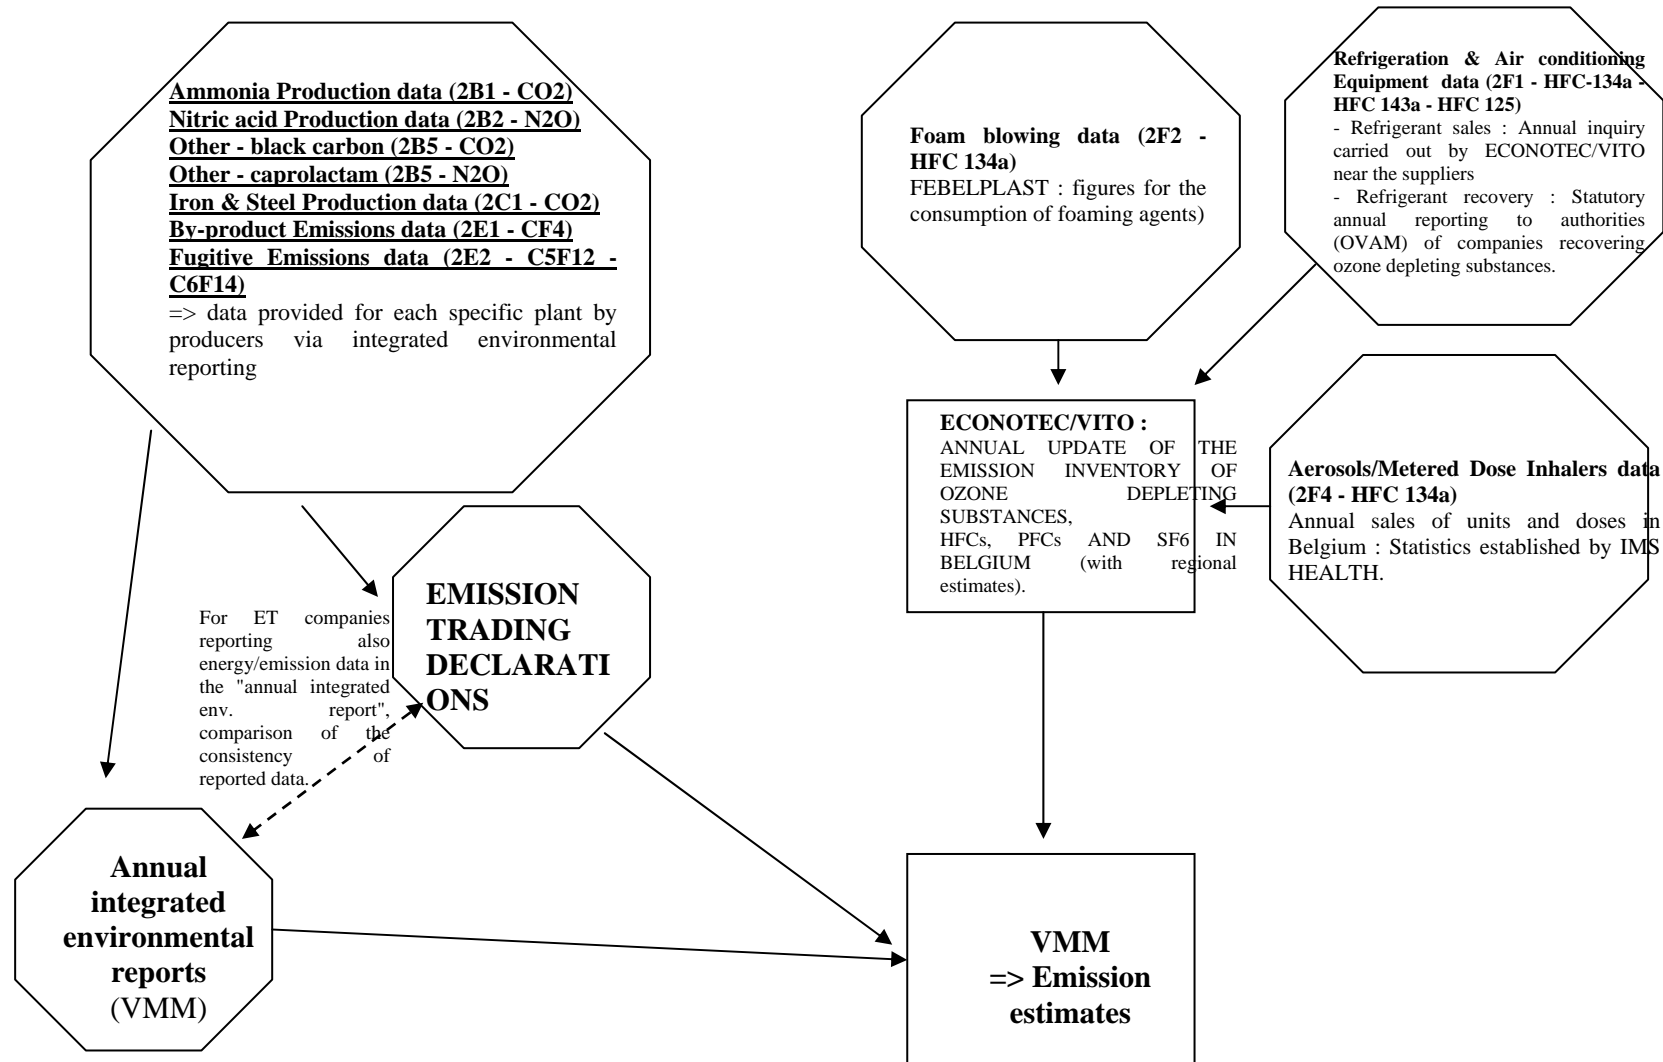 Ammonia Production data (2B1 - CO2)
Nitric acid Production data (2B2 - N2O)
Other - black carbon (2B5 - CO2)
Other - caprolactam (2B5 - N2O)
Iron & Steel Production data (2C1 - CO2)
By-product Emissions data (2E1 - CF4)
Fugitive Emissions data (2E2 - C5F12 -
C6F14)
=> data provided for each specific plant by
producers via integrated environmental
reporting
Foam blowing data (2F2 -
HFC 134a)
FEBELPLAST : figures for the
consumption of foaming agents)
Refrigeration & Air conditioning
Equipment data (2F1 - HFC-134a -
HFC 143a - HFC 125)
- Refrigerant sales : Annual inquiry
carried out by ECONOTEC/VITO
near the suppliers
- Refrigerant recovery : Statutory
annual reporting to authorities
(OVAM) of companies recovering
ozone depleting substances.
ECONOTEC/VITO :
ANNUAL UPDATE OF THE
EMISSION INVENTORY OF
OZONE DEPLETING
SUBSTANCES,
HFCs, PFCs AND SF6 IN
BELGIUM (with regional
estimates).
Aerosols/Metered Dose Inhalers data
(2F4 - HFC 134a)
Annual sales of units and doses in
Belgium : Statistics established by IMS
HEALTH.
EMISSION
TRADING
DECLARATI
ONS
For ET companies
reporting also
energy/emission data in
the "annual integrated
env. report",
comparison of the
consistency of
reported data.
Annual
integrated
environmental
reports
(VMM)
VMM
=> Emission
estimates